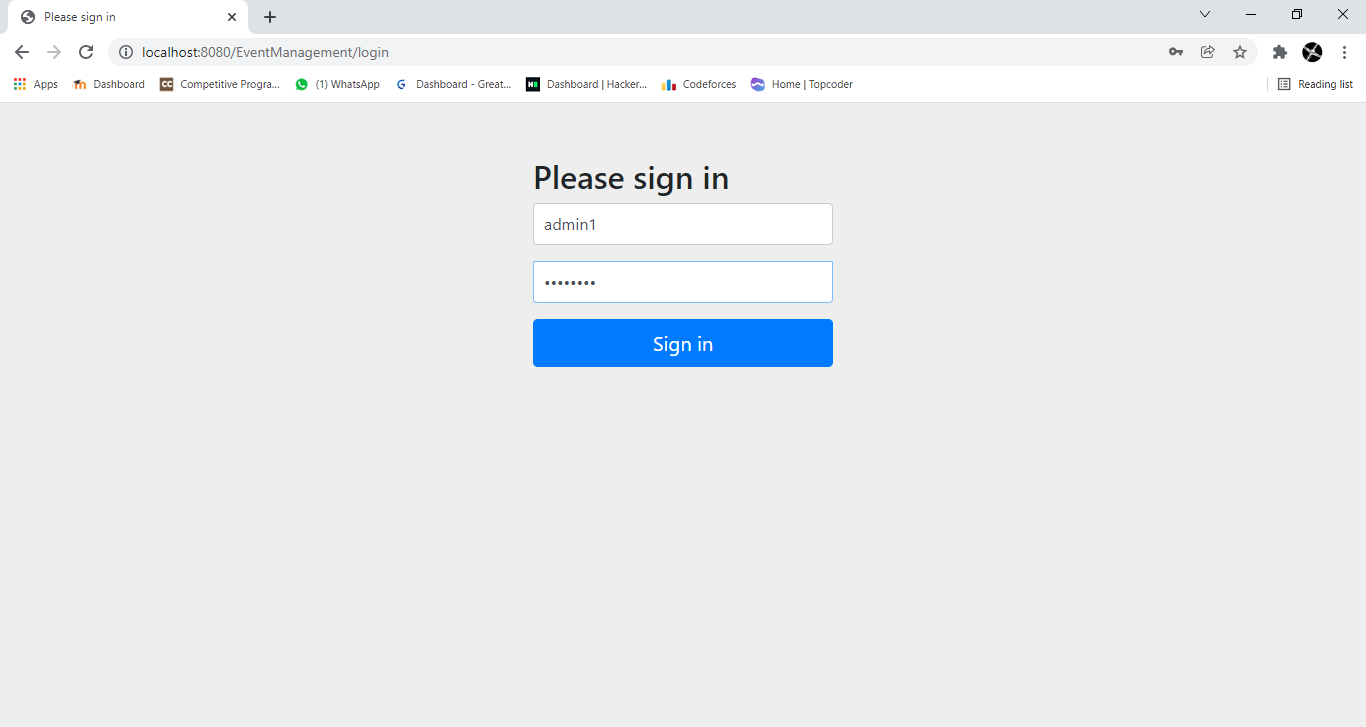 Please sign in
localhost:8080/EventManagement/login
Apps Dashboard CC Competitive Progra... (1) WhatsApp G Dashboard - Great... H Dashboard | Hacker... Codeforces Home | Topcoder Reading list
Please sign in
admin1
••••••••
Sign in